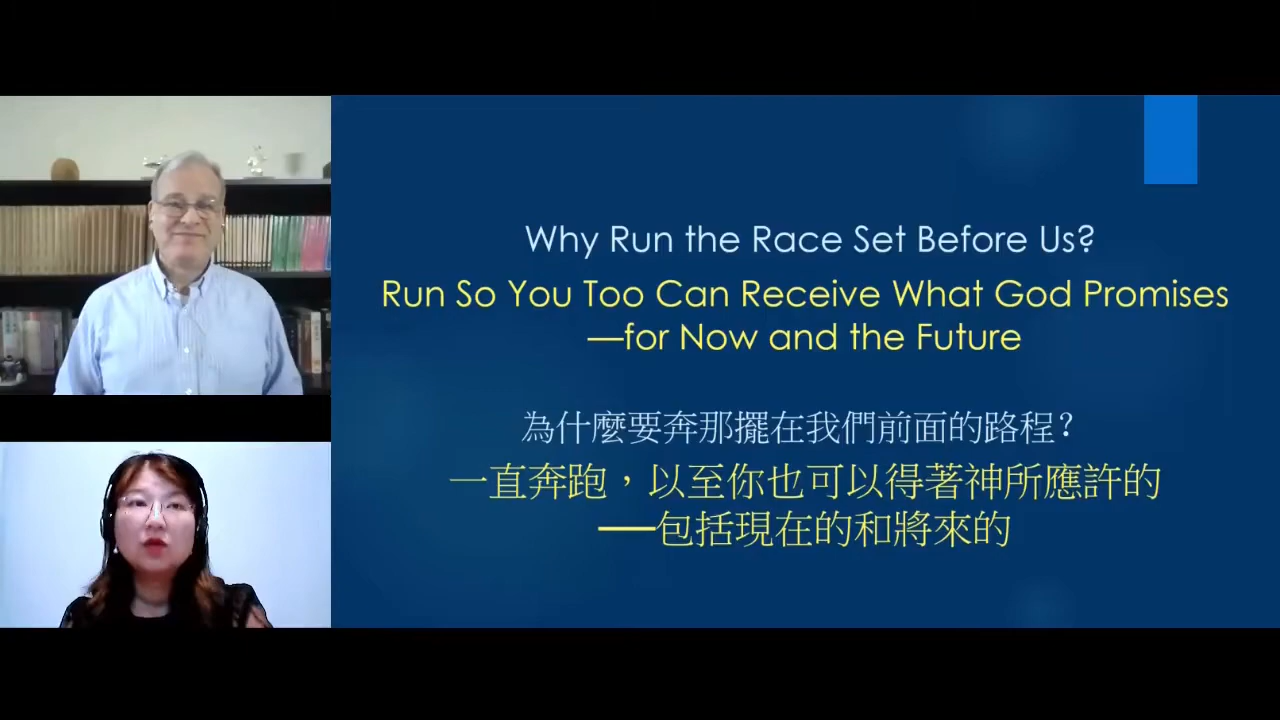 Why Run the Race Set Before Us?
Run So You Too Can Receive What God Promises
—for Now and the Future
為什麼要奔那擺在我們前面的路程?
一直奔跑，以至你也可以得著神所應許的
──包括現在的和將來的